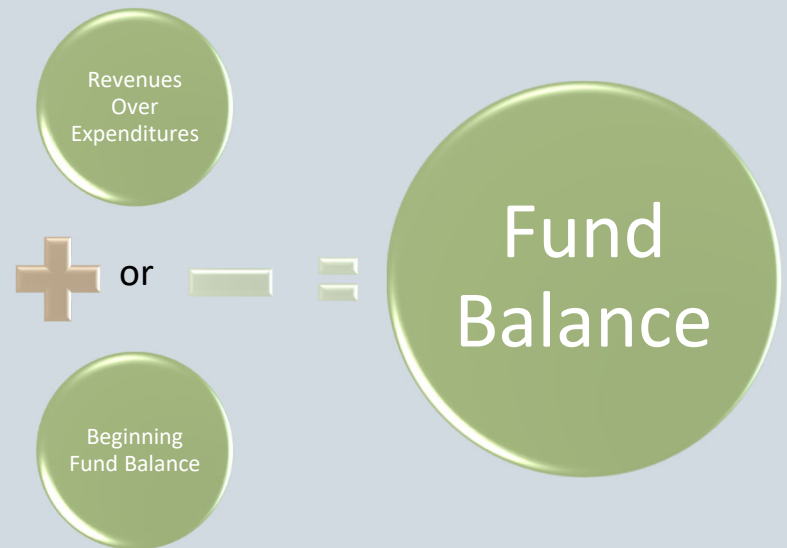 Revenues
Over
Expenditures
or
Beginning
Fund Balance
Fund
Balance